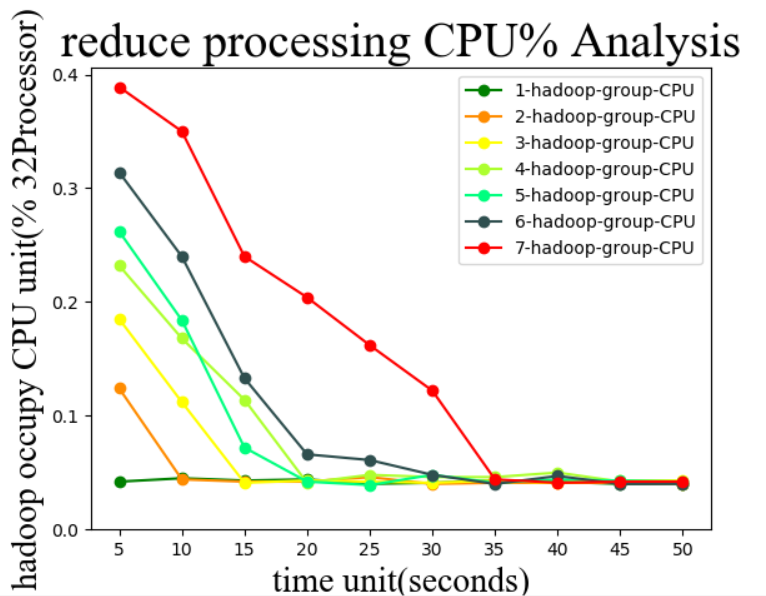 reduce processing CPU% Analysis
hadoop occupy CPU unit(% 32Processor)
0.4
0.3
0.2
0.1
0.0
1-hadoop-group-CPU
2-hadoop-group-CPU
3-hadoop-group-CPU
4-hadoop-group-CPU
5-hadoop-group-CPU
6-hadoop-group-CPU
7-hadoop-group-CPU
5 10 15 20 25 30 35 40 45 50
time unit(seconds)